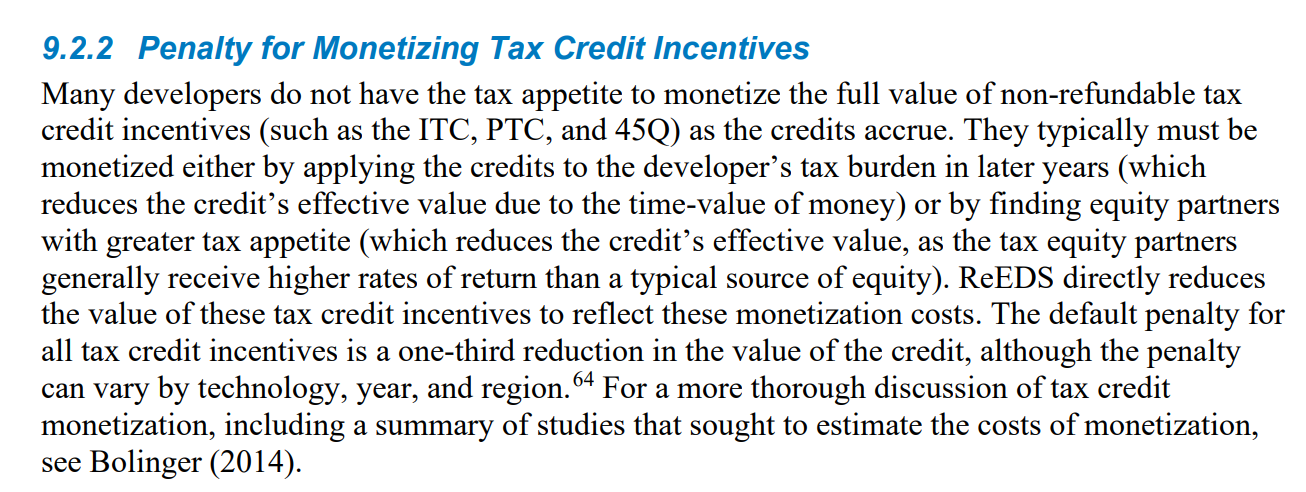 9.2.2 Penalty for Monetizing Tax Credit Incentives
Many developers do not have the tax appetite to monetize the full value of non-refundable tax
credit incentives (such as the ITC, PTC, and 45Q) as the credits accrue. They typically must be
monetized either by applying the credits to the developer’s tax burden in later years (which
reduces the credit’s effective value due to the time-value of money) or by finding equity partners
with greater tax appetite (which reduces the credit’s effective value, as the tax equity partners
generally receive higher rates of return than a typical source of equity). ReEDS directly reduces
the value of these tax credit incentives to reflect these monetization costs. The default penalty for
all tax credit incentives is a one-third reduction in the value of the credit, although the penalty
can vary by technology, year, and region.64 For a more thorough discussion of tax credit
monetization, including a summary of studies that sought to estimate the costs of monetization,
see Bolinger (2014).